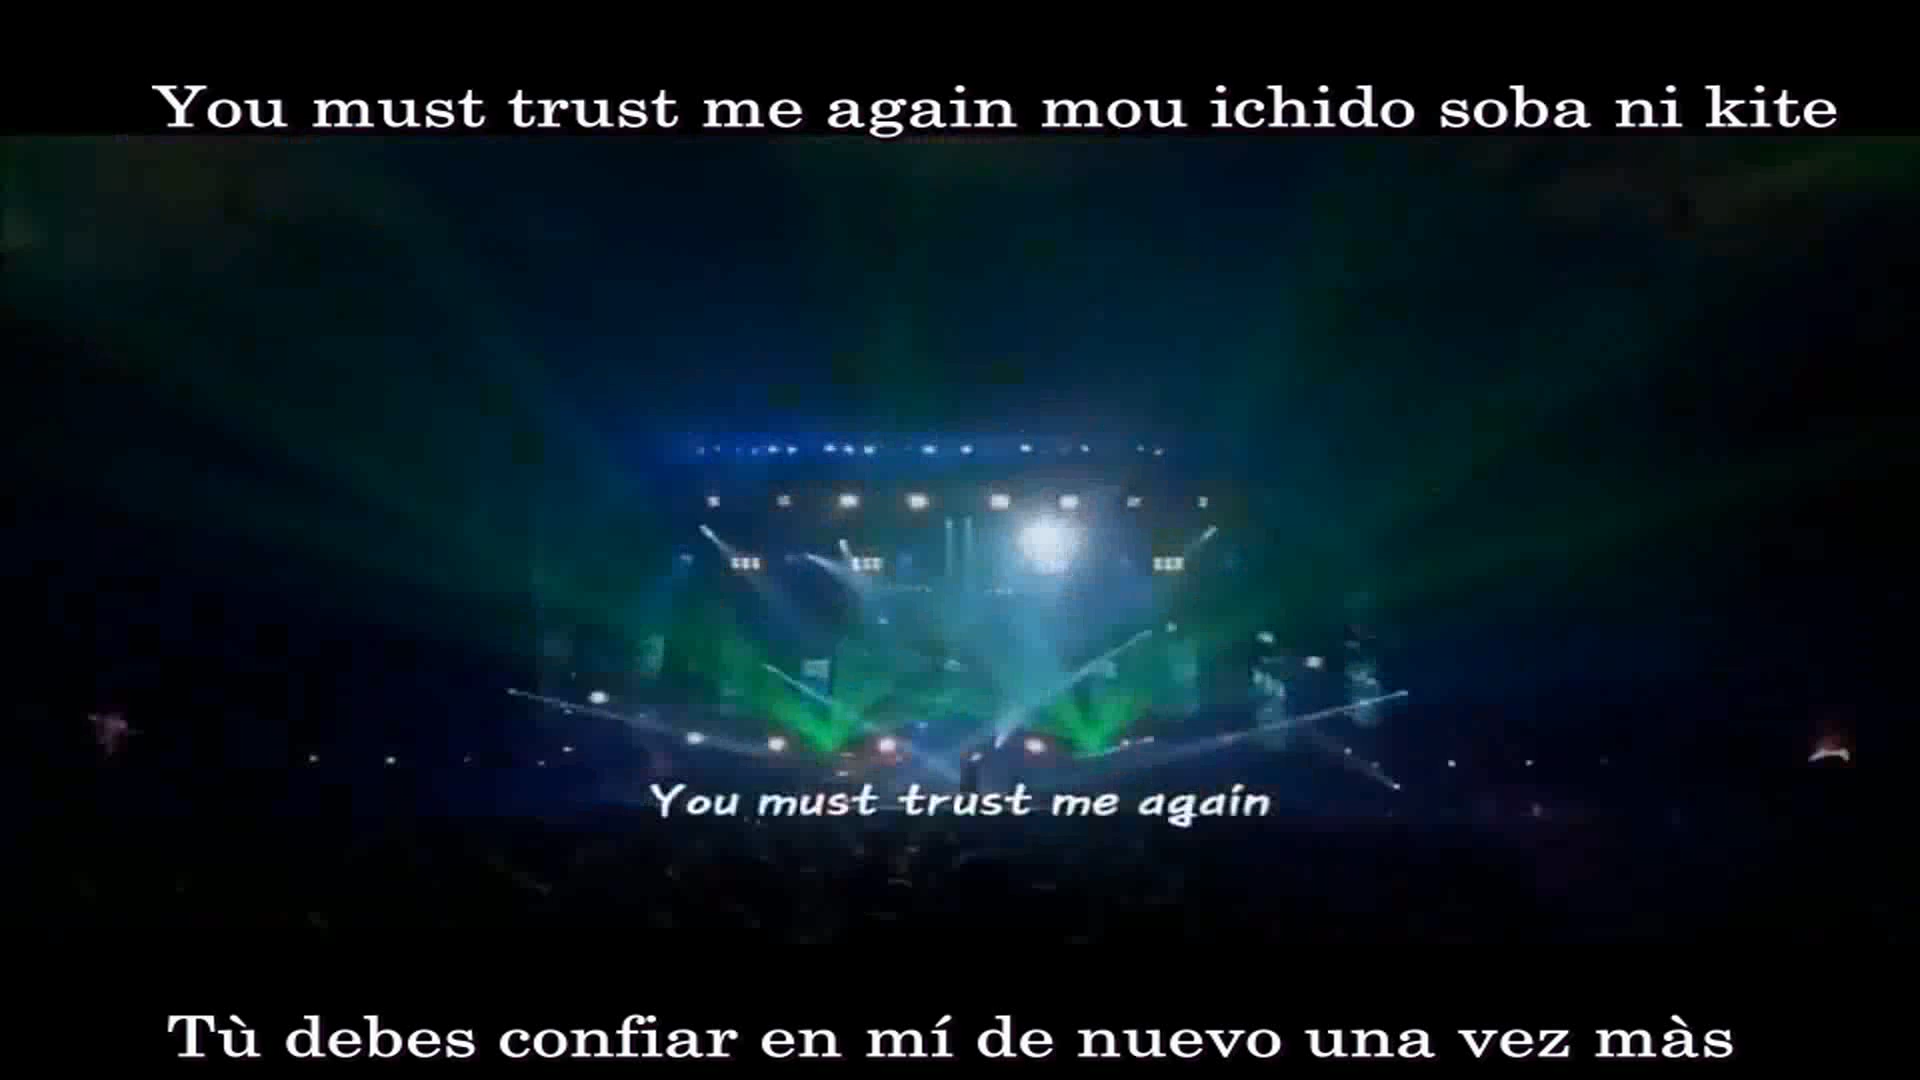 You must trust me again mou ichido soba ni kite
You must trust me again
Tù debes confiar en mí de nuevo una vez màs